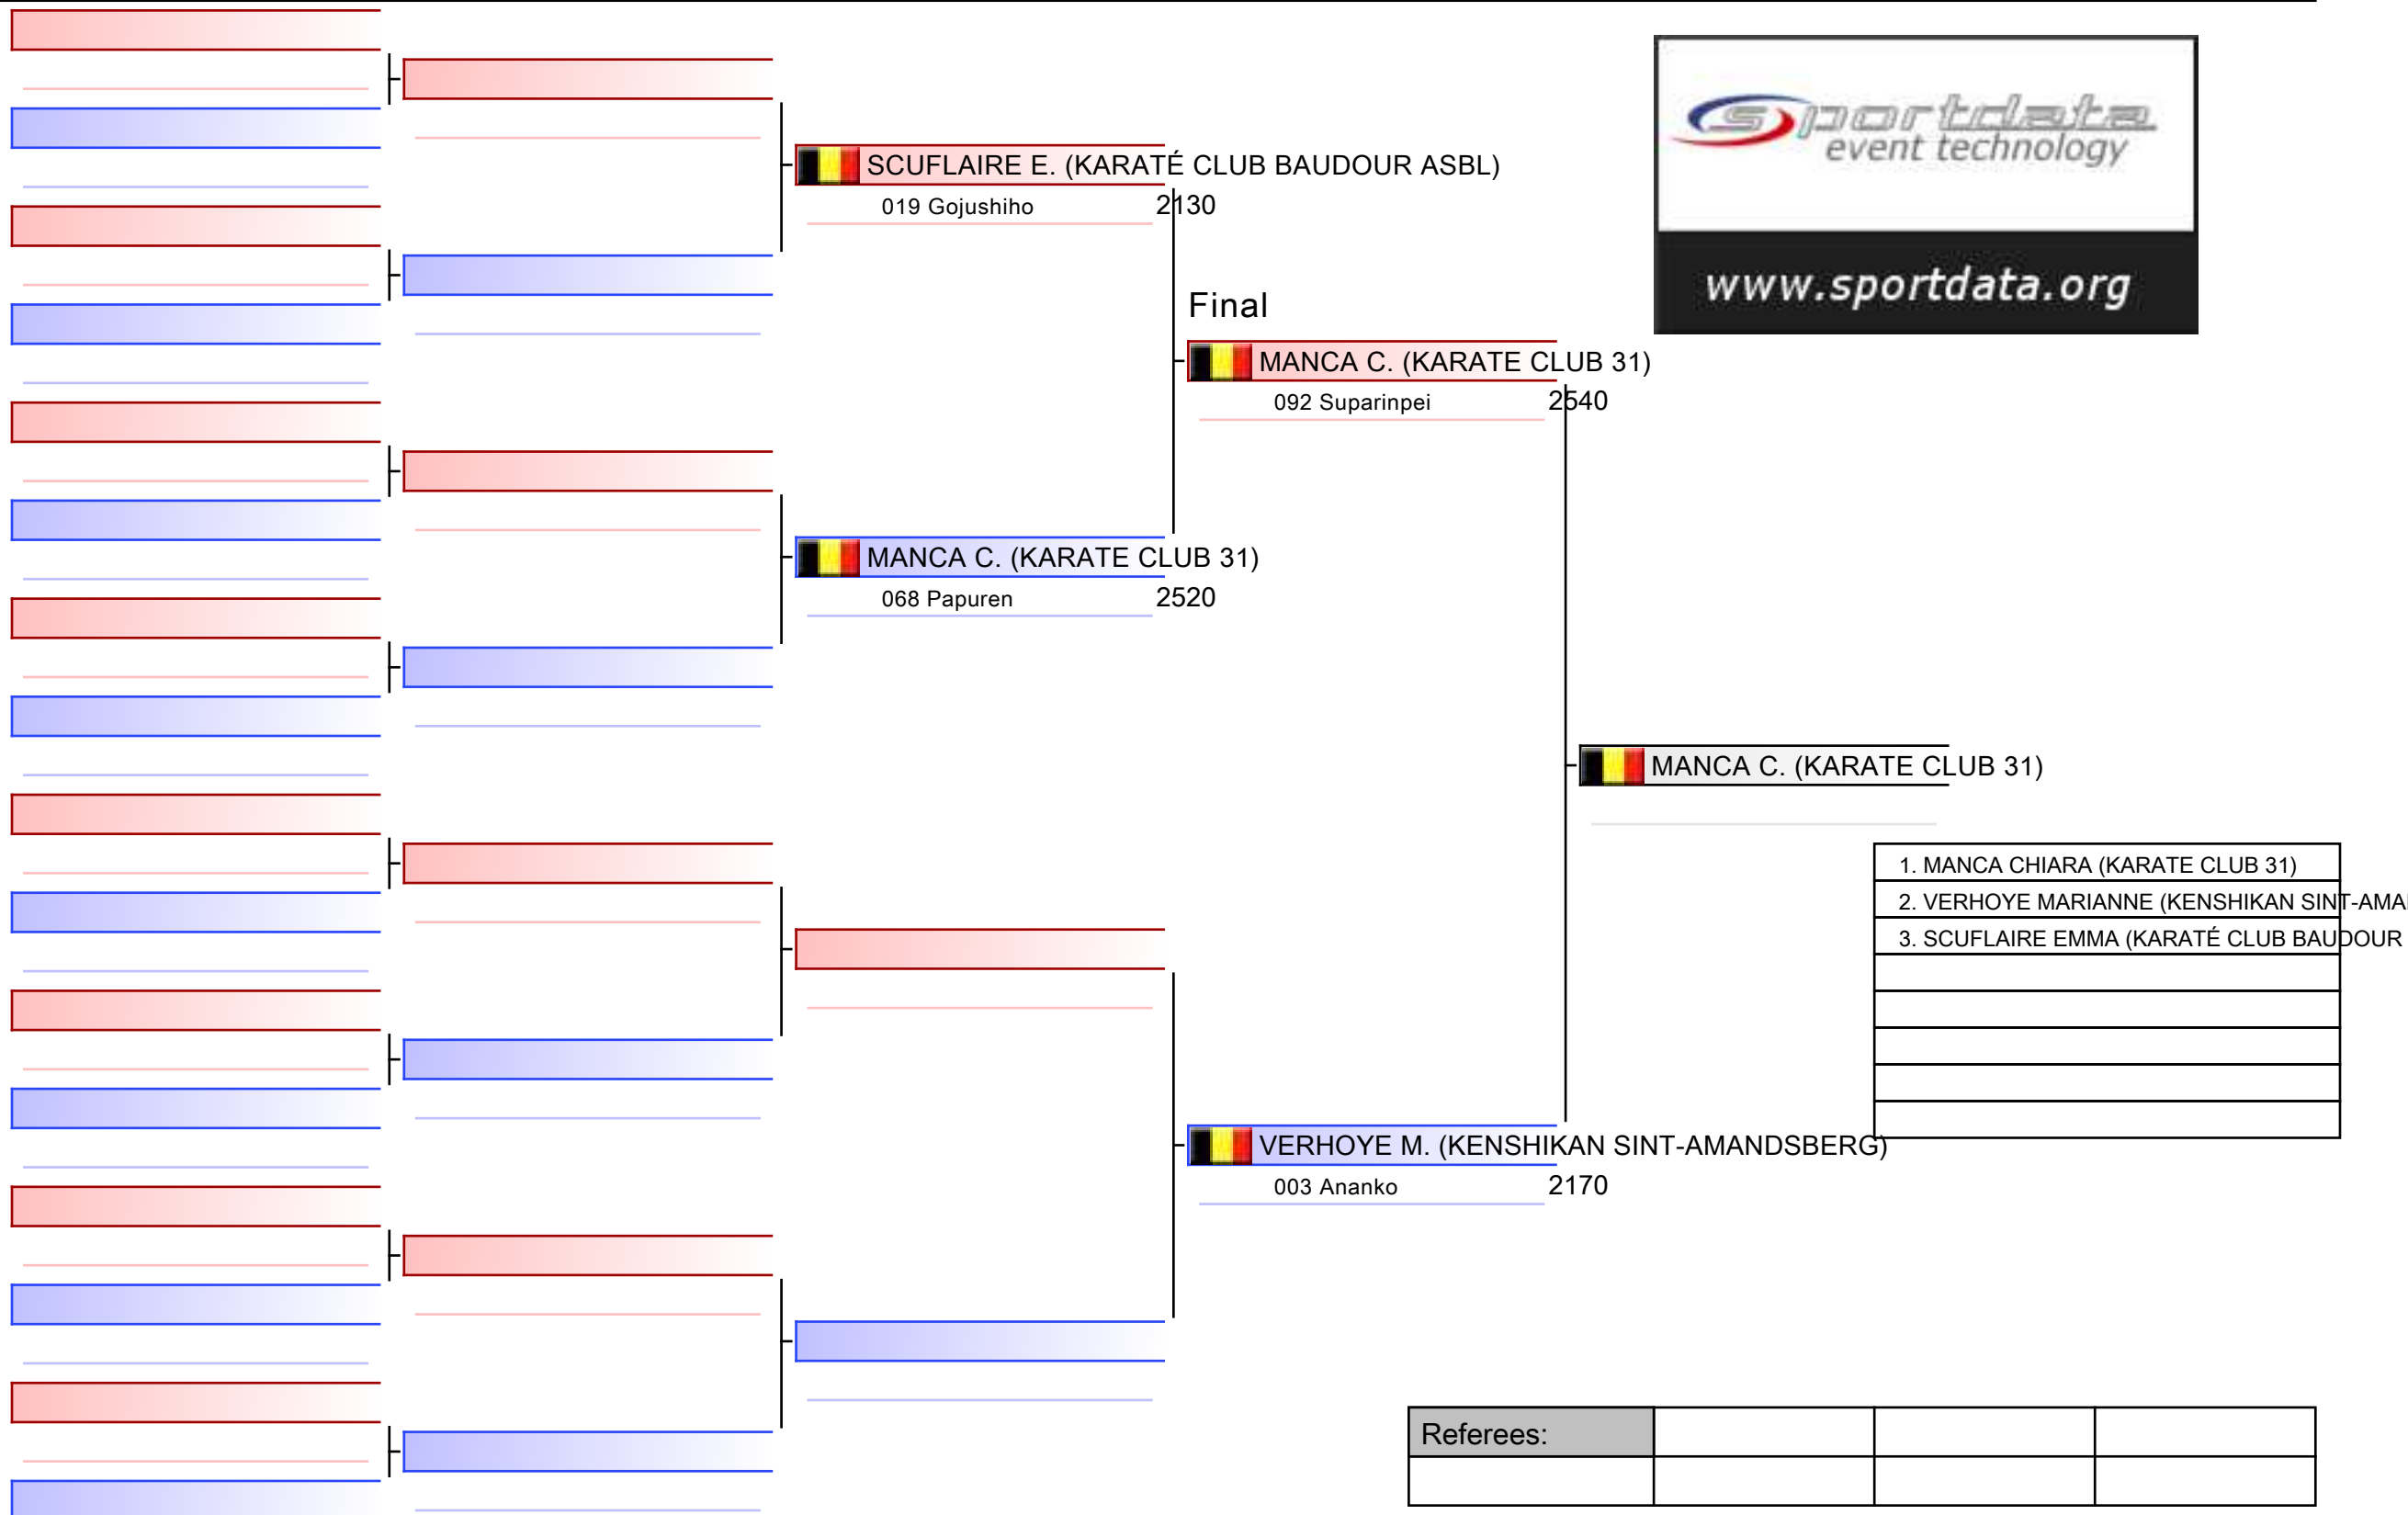 sportdata
event technology
www.sportdata.org
SCUFLAIRE E. (KARATÉ CLUB BAUDOUR ASBL)
019 Gojushiho 2130
Final
MANCA C. (KARATE CLUB 31)
092 Suparinpei 2540
MANCA C. (KARATE CLUB 31)
068 Papuren 2520
MANCA C. (KARATE CLUB 31)
1. MANCA CHIARA (KARATE CLUB 31)
2. VERHOYE MARIANNE (KENSHIKAN SINT-AMA
3. SCUFLAIRE EMMA (KARATÉ CLUB BAUDOUR
VERHOYE M. (KENSHIKAN SINT-AMANDSBERG)
003 Ananko 2170
Referees: